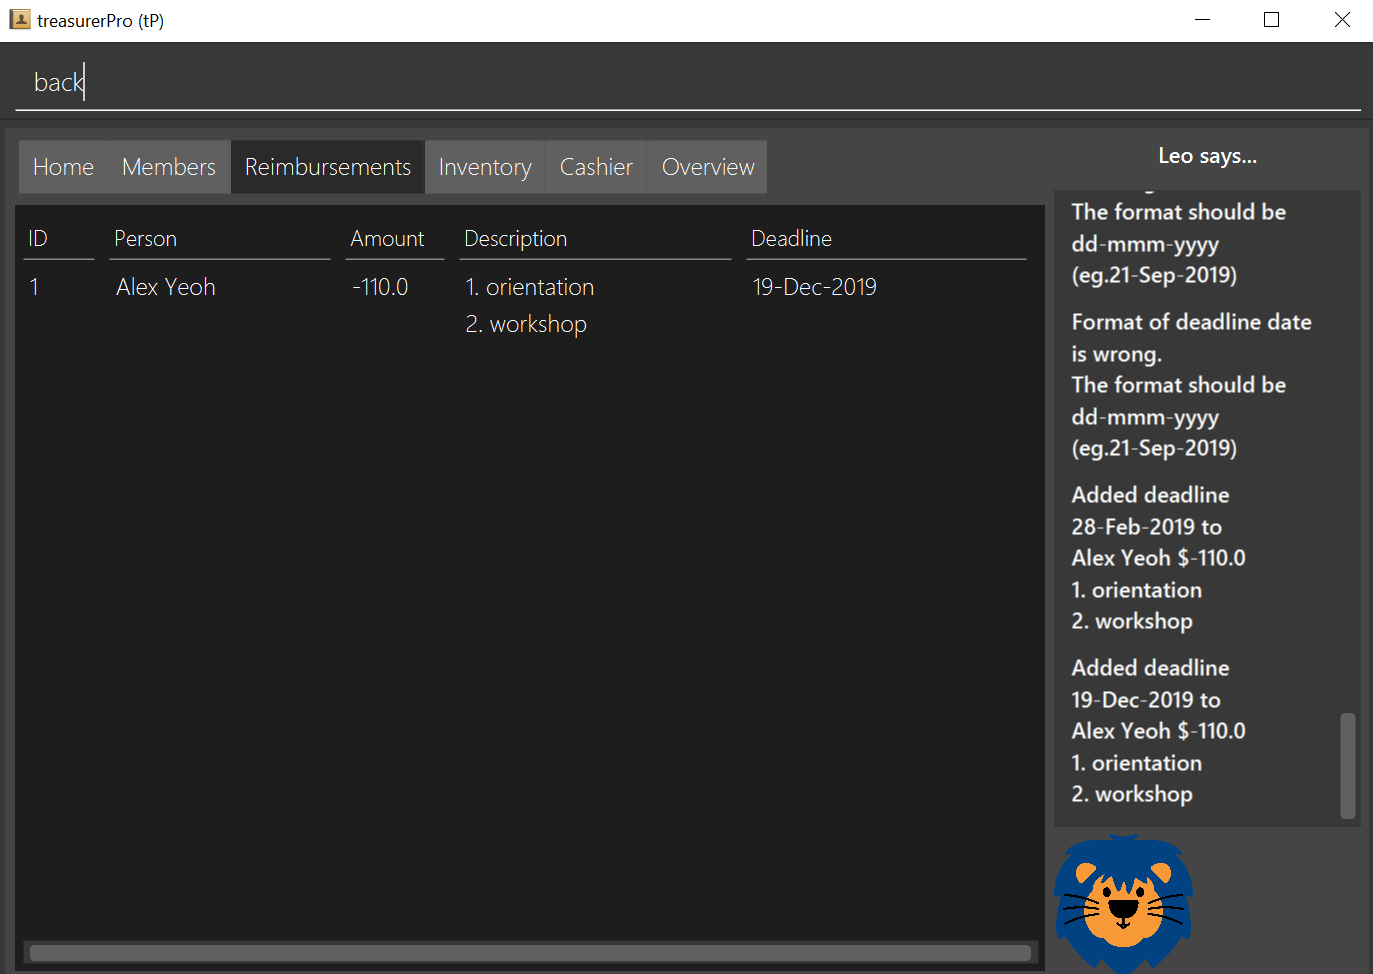 treasurerPro (tP)
back
Home Members Reimbursements Inventory Cashier Overview
ID Person Amount Description Deadline
1 Alex Yeoh -110.0 1. orientation 19-Dec-2019
2. workshop
Leo says...
The format should be
dd-mmm-yyyy
(eg.21-Sep-2019)
Format of deadline date
is wrong.
The format should be
dd-mmm-yyyy
(eg.21-Sep-2019)
Added deadline
28-Feb-2019 to
Alex Yeoh $-110.0
1. orientation
2. workshop
Added deadline
19-Dec-2019 to
Alex Yeoh $-110.0
1. orientation
2. workshop